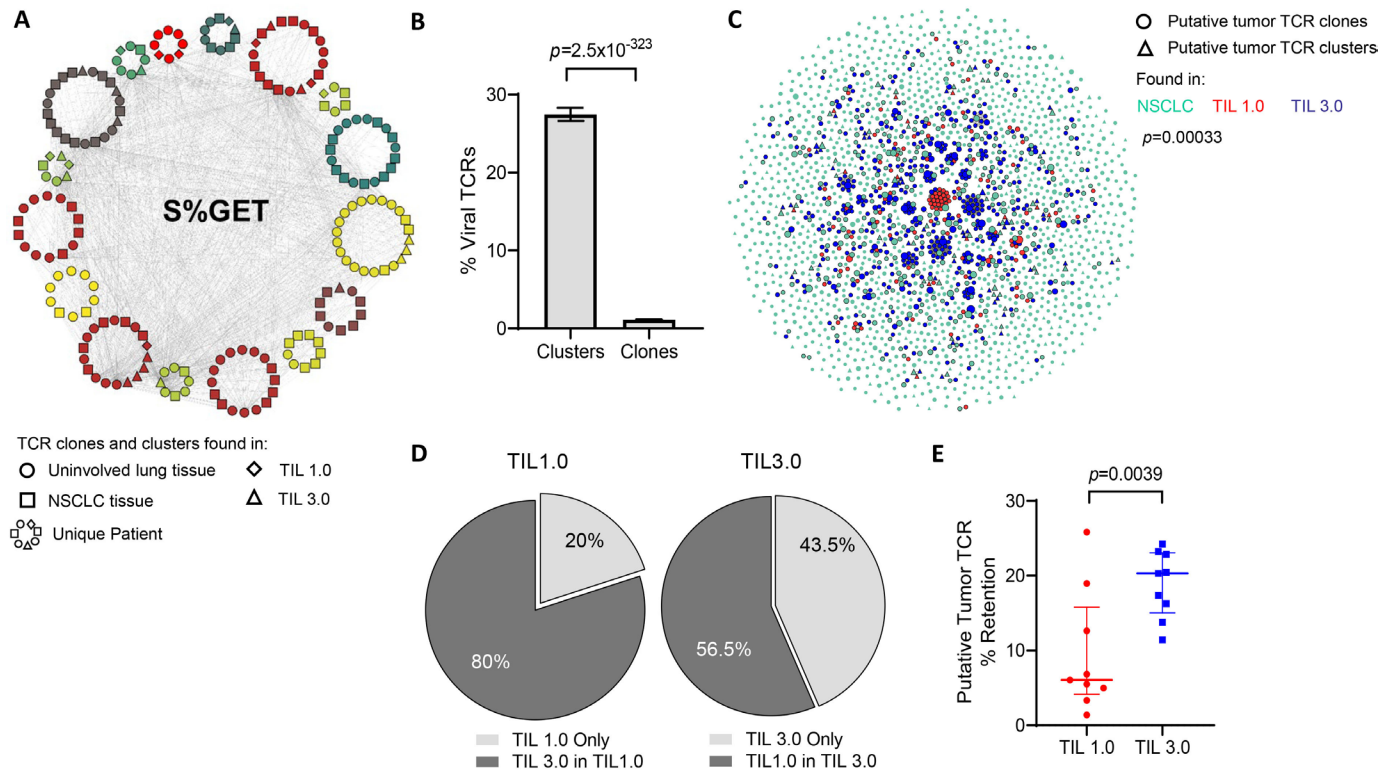 A
S%GET
TCR clones and clusters found in:
Uninvolved lung tissue
TIL 1.0
NSCLC tissue
TIL 3.0
Unique Patient
B
p=2.5x10⁻³²³
% Viral TCRs
30
20
10
0
Clusters
Clones
C
Putative tumor TCR clones
Putative tumor TCR clusters
Found in:
NSCLC TIL 1.0 TIL 3.0
p=0.00033
D
TIL1.0
20%
80%
TIL 1.0 Only
TIL 3.0 in TIL1.0
TIL3.0
43.5%
56.5%
TIL 3.0 Only
TIL1.0 in TIL 3.0
E
p=0.0039
Putative Tumor TCR
% Retention
30
20
10
0
TIL 1.0
TIL 3.0